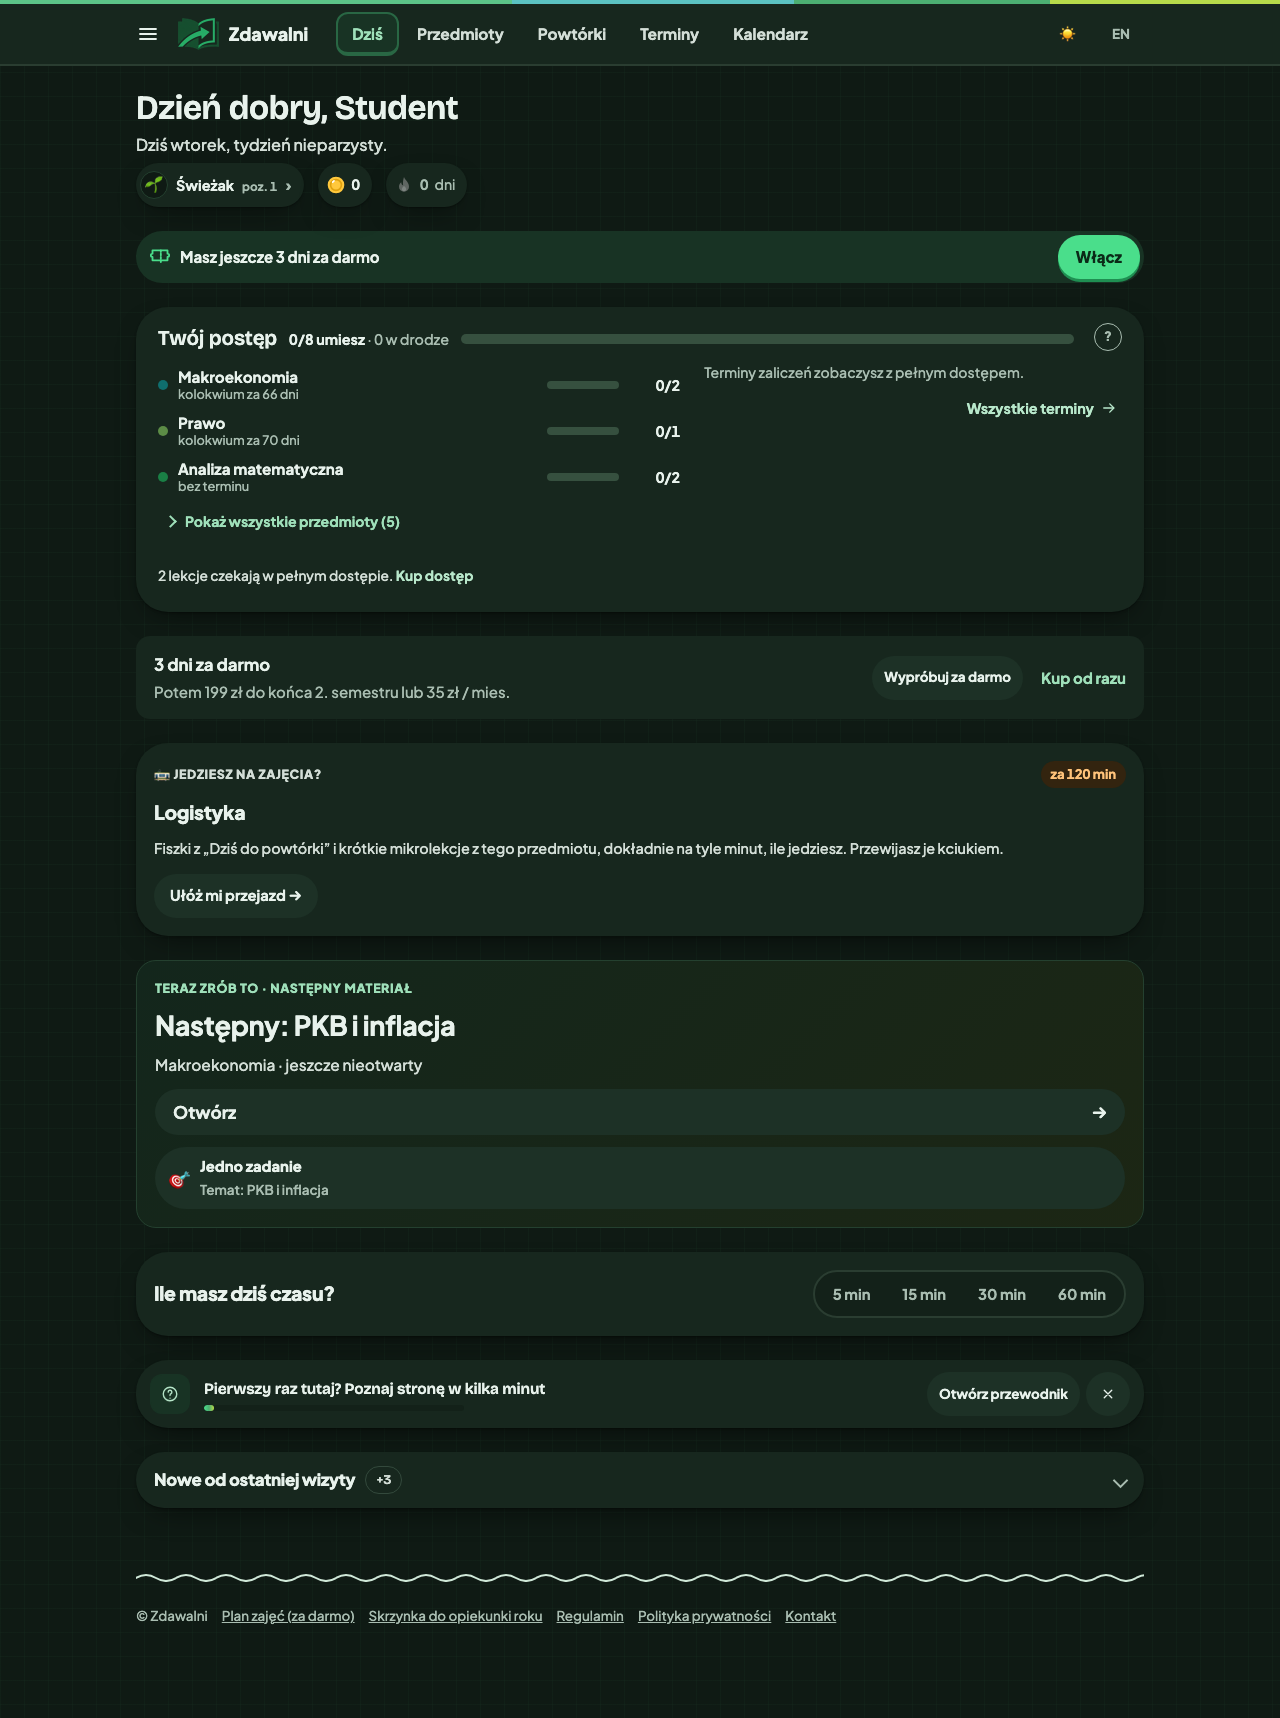 Zdawalni
Dziś
Przedmioty
Powtórki
Terminy
Kalendarz
EN
Dzień dobry, Student
Dziś wtorek, tydzień nieparzysty.
Świeżak poz. 1 ›
0
0 dni
Masz jeszcze 3 dni za darmo
Włącz
Twój postęp 0/8 umiesz · 0 w drodze
?
Makroekonomia
kolokwium za 66 dni
0/2
Prawo
kolokwium za 70 dni
0/1
Analiza matematyczna
bez terminu
0/2
Pokaż wszystkie przedmioty (5)
Terminy zaliczeń zobaczysz z pełnym dostępem.
Wszystkie terminy →
2 lekcje czekają w pełnym dostępie. Kup dostęp
3 dni za darmo
Potem 199 zł do końca 2. semestru lub 35 zł / mies.
Wypróbuj za darmo
Kup od razu
JEDZIESZ NA ZAJĘCIA?
za 120 min
Logistyka
Fiszki z „Dziś do powtórki” i krótkie mikrolekcje z tego przedmiotu, dokładnie na tyle minut, ile jedziesz. Przewijasz je kciukiem.
Ułóż mi przejazd →
TERAZ ZRÓB TO · NASTĘPNY MATERIAŁ
Następny: PKB i inflacja
Makroekonomia · jeszcze nieotwarty
Otwórz →
Jedno zadanie
Temat: PKB i inflacja
Ile masz dziś czasu?
5 min
15 min
30 min
60 min
Pierwszy raz tutaj? Poznaj stronę w kilka minut
Otwórz przewodnik
Nowe od ostatniej wizyty +3
© Zdawalni Plan zajęć (za darmo) Skrzynka do opiekunki roku Regulamin Polityka prywatności Kontakt